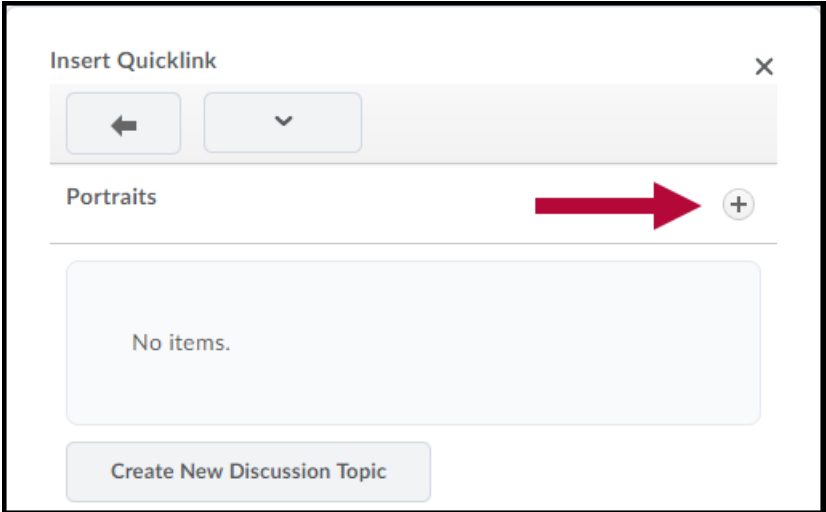 Insert Quicklink
Portraits
No items.
Create New Discussion Topic